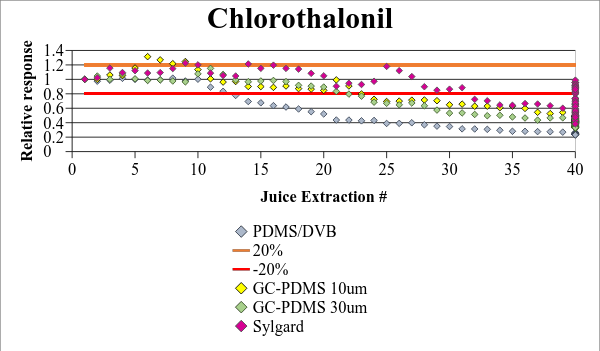 Chlorothalonil
Relative response
1.4
1.2
1
0.8
0.6
0.4
0.2
0
0 5 10 15 20 25 30 35 40
Juice Extraction #
PDMS/DVB
20%
-20%
GC-PDMS 10um
GC-PDMS 30um
Sylgard